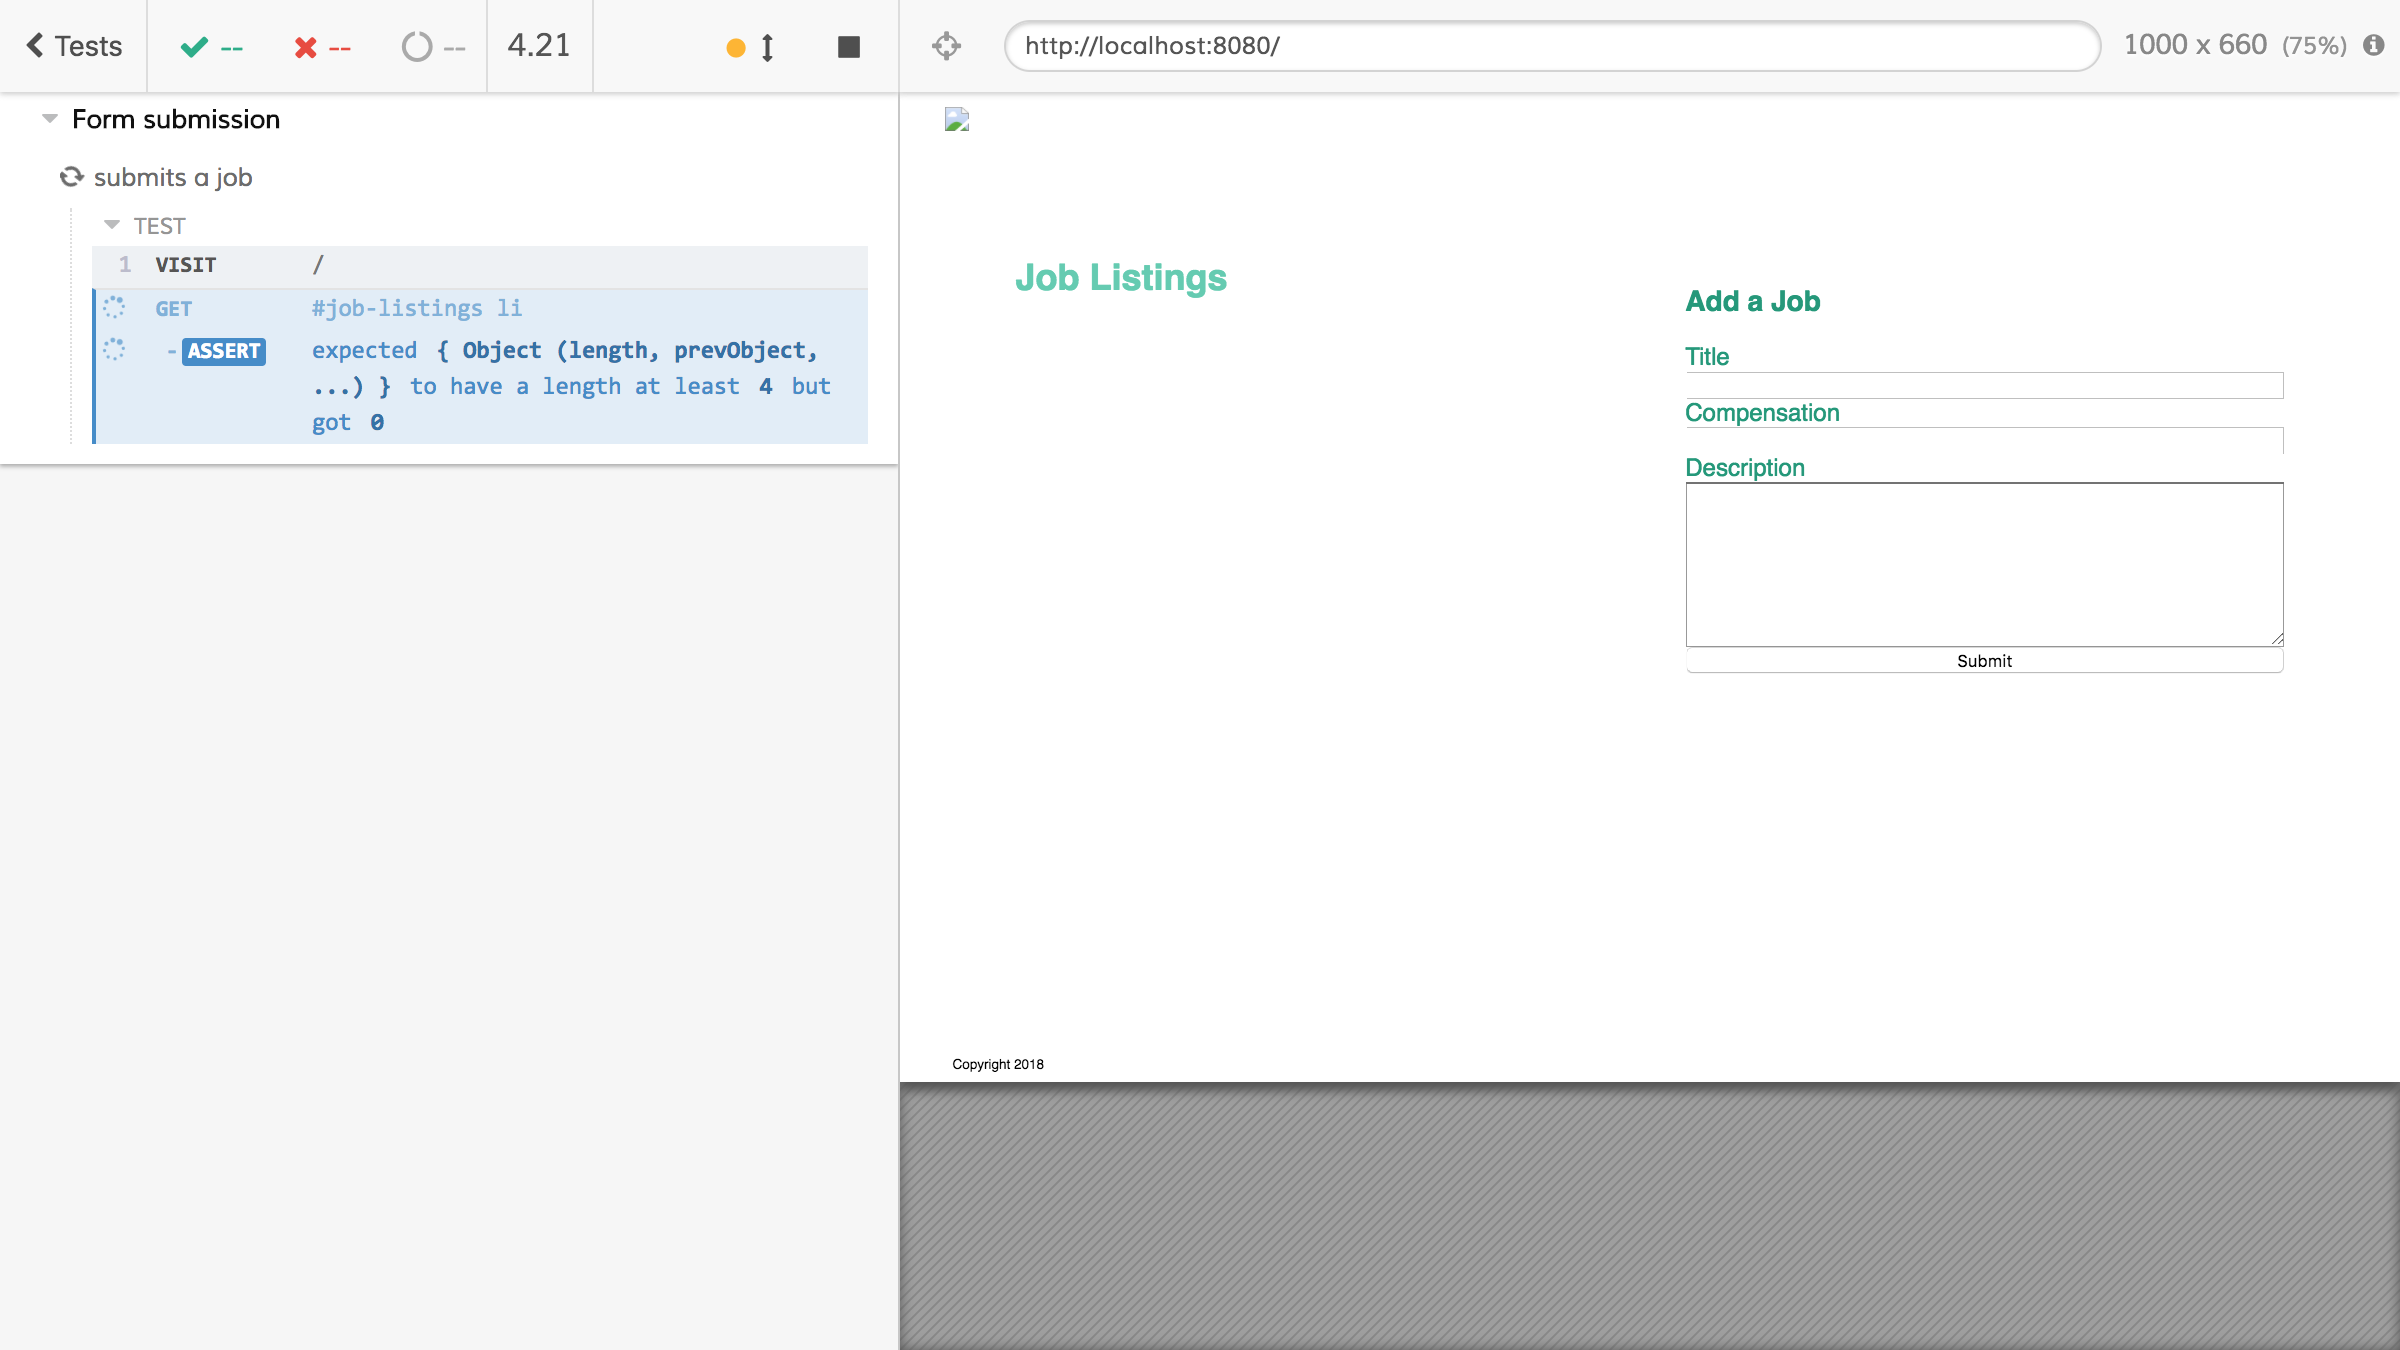 Tests -- -- -- 4.21 http://localhost:8080/ 1000 x 660 (75%)
Form submission
submits a job
TEST
1 VISIT /
GET #job-listings li
- ASSERT expected { Object (length, prevObject,
...) } to have a length at least 4 but
got 0
Job Listings
Add a Job
Title
Compensation
Description
Submit
Copyright 2018